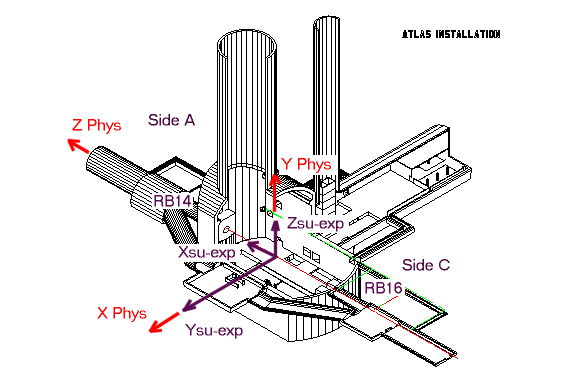 ATLAS INSTALLATION
Z Phys
Side A
Y Phys
RB14
Zsu-exp
Xsu-exp
Side C
RB16
X Phys
Ysu-exp